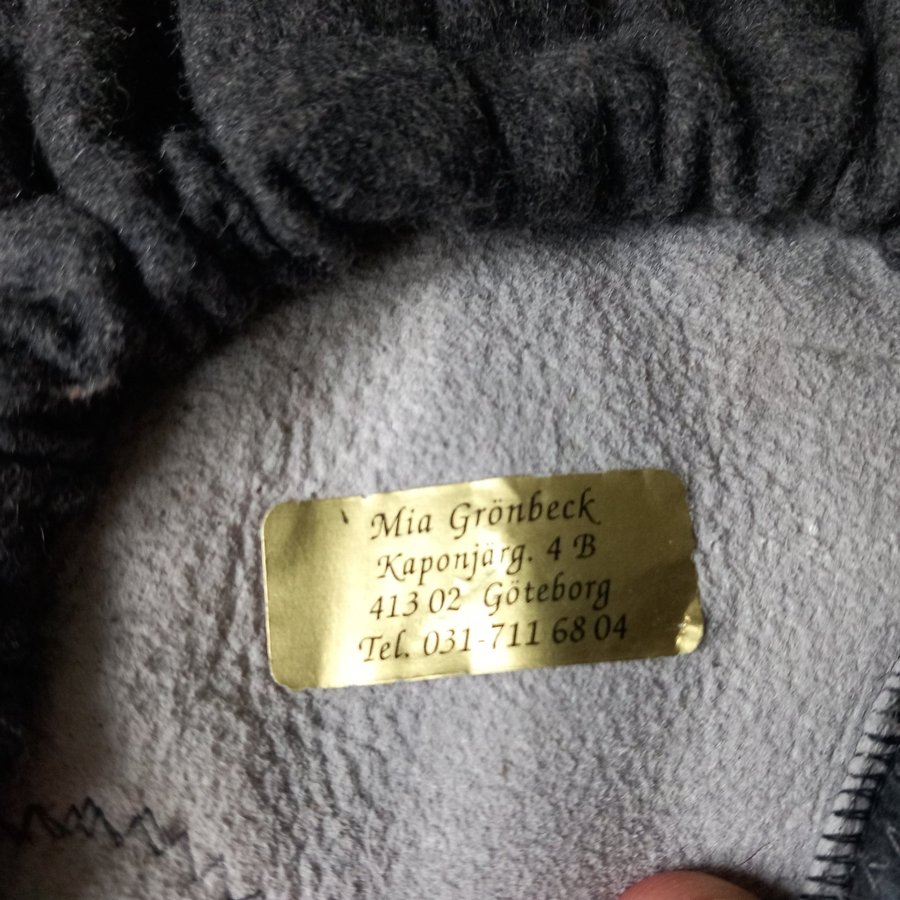 Mia Grönbeck
Kaponjärg. 4 B
413 02 Göteborg
Tel. 031-711 68 04